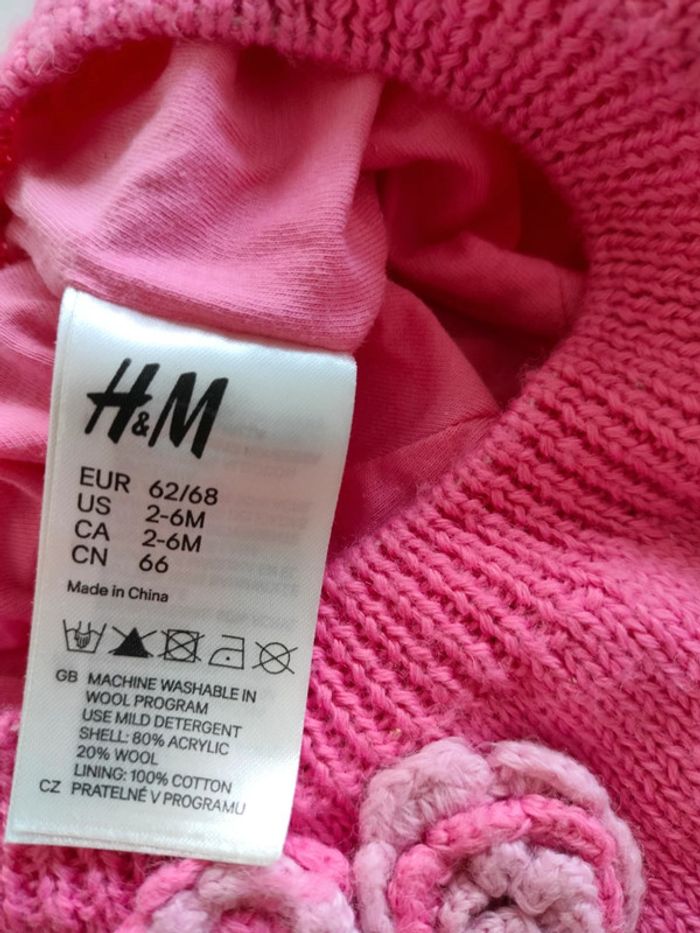 H&M
EUR 62/68
US 2-6M
CA 2-6M
CN 66
Made in China
GB MACHINE WASHABLE IN
WOOL PROGRAM
USE MILD DETERGENT
SHELL: 80% ACRYLIC
20% WOOL
LINING: 100% COTTON
CZ PRATELNÉ V PROGRAMU